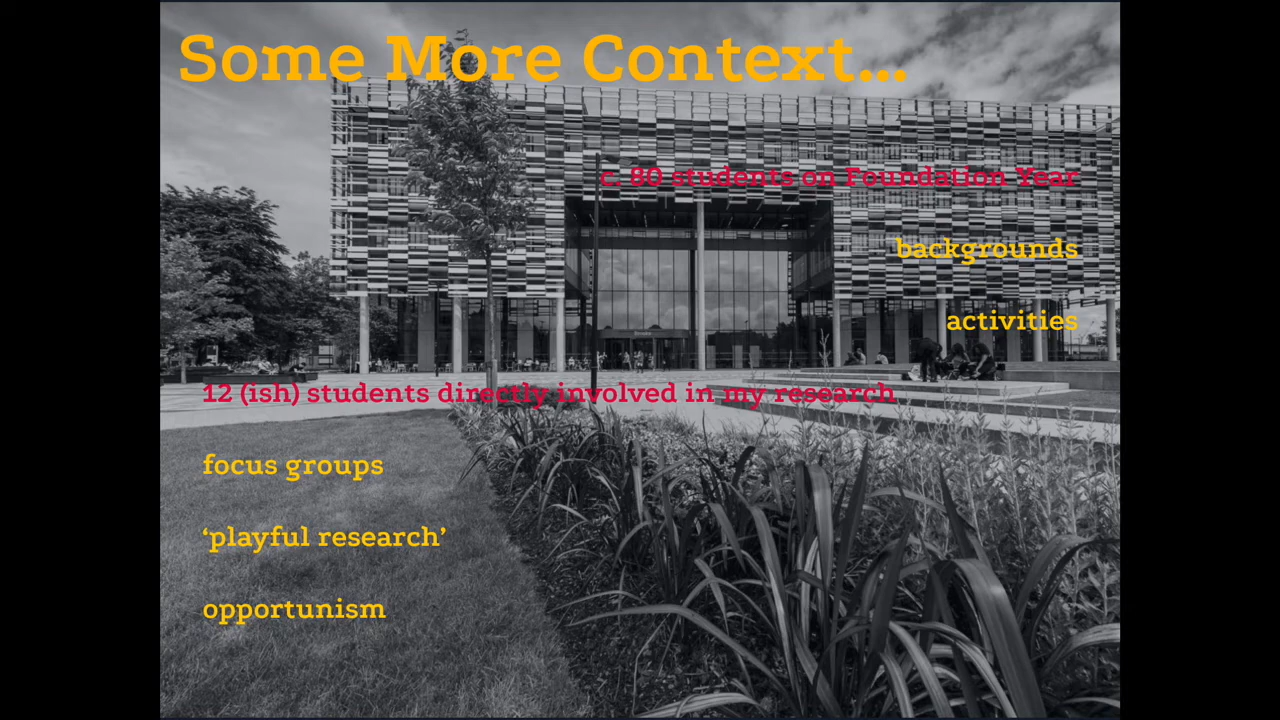 Some More Context...
c. 80 students on Foundation Year
backgrounds
activities
12 (ish) students directly involved in my research
focus groups
‘playful research’
opportunism